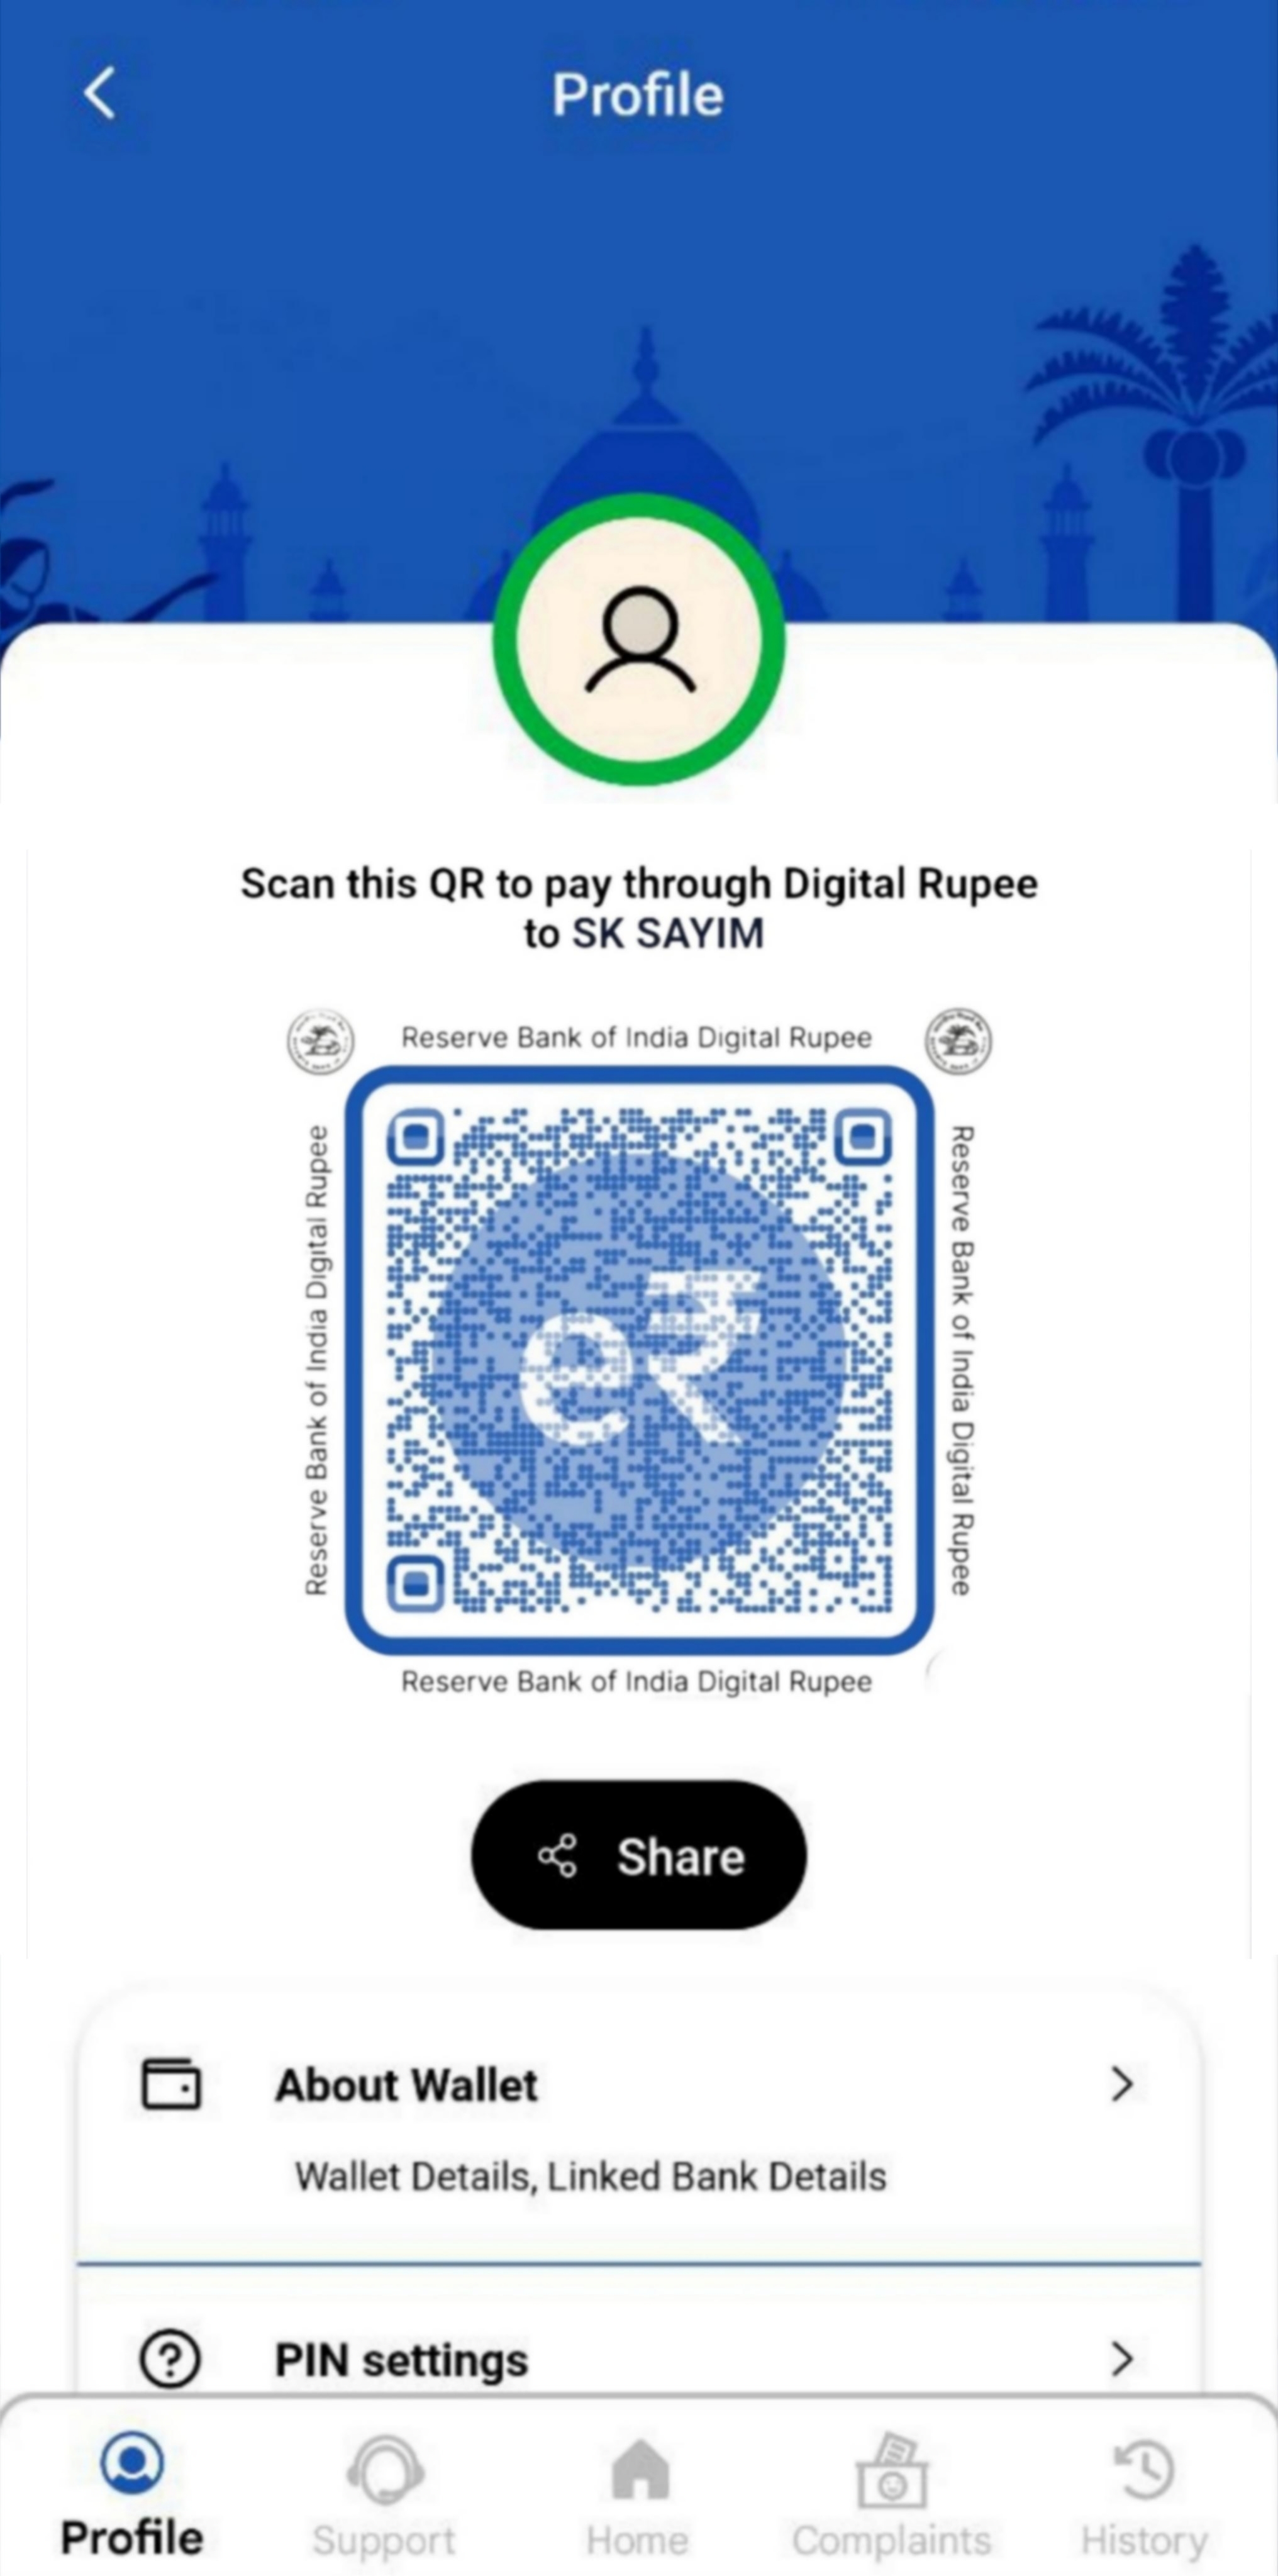 Profile
Scan this QR to pay through Digital Rupee
to SK SAYIM
Reserve Bank of India Digital Rupee
Reserve Bank of India Digital Rupee
Reserve Bank of India Digital Rupee
Reserve Bank of India Digital Rupee
Share
About Wallet
Wallet Details, Linked Bank Details
PIN settings
Profile
Support
Home
Complaints
History